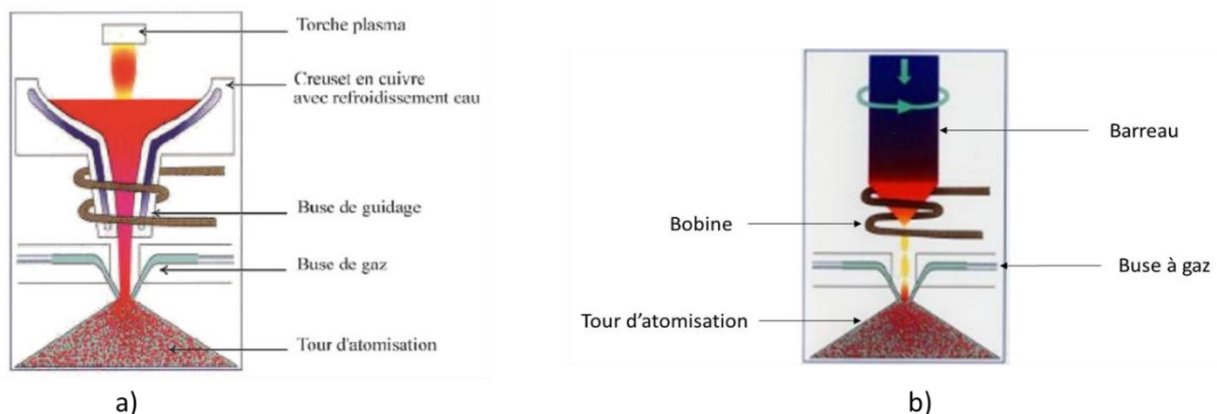 Torche plasma
Creuset en cuivre
avec refroidissement eau
Buse de guidage
Buse de gaz
Tour d'atomisation
a)
Barreau
Bobine
Buse à gaz
Tour d’atomisation
b)